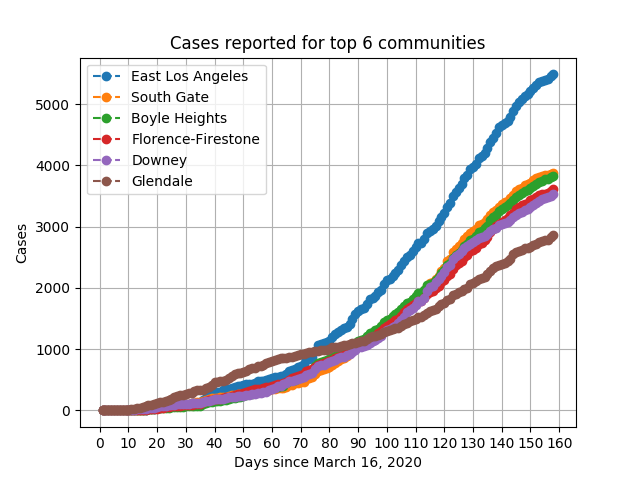 Cases reported for top 6 communities
East Los Angeles
South Gate
Boyle Heights
Florence-Firestone
Downey
Glendale
Cases
5000
4000
3000
2000
1000
0
0 10 20 30 40 50 60 70 80 90 100 110 120 130 140 150 160
Days since March 16, 2020